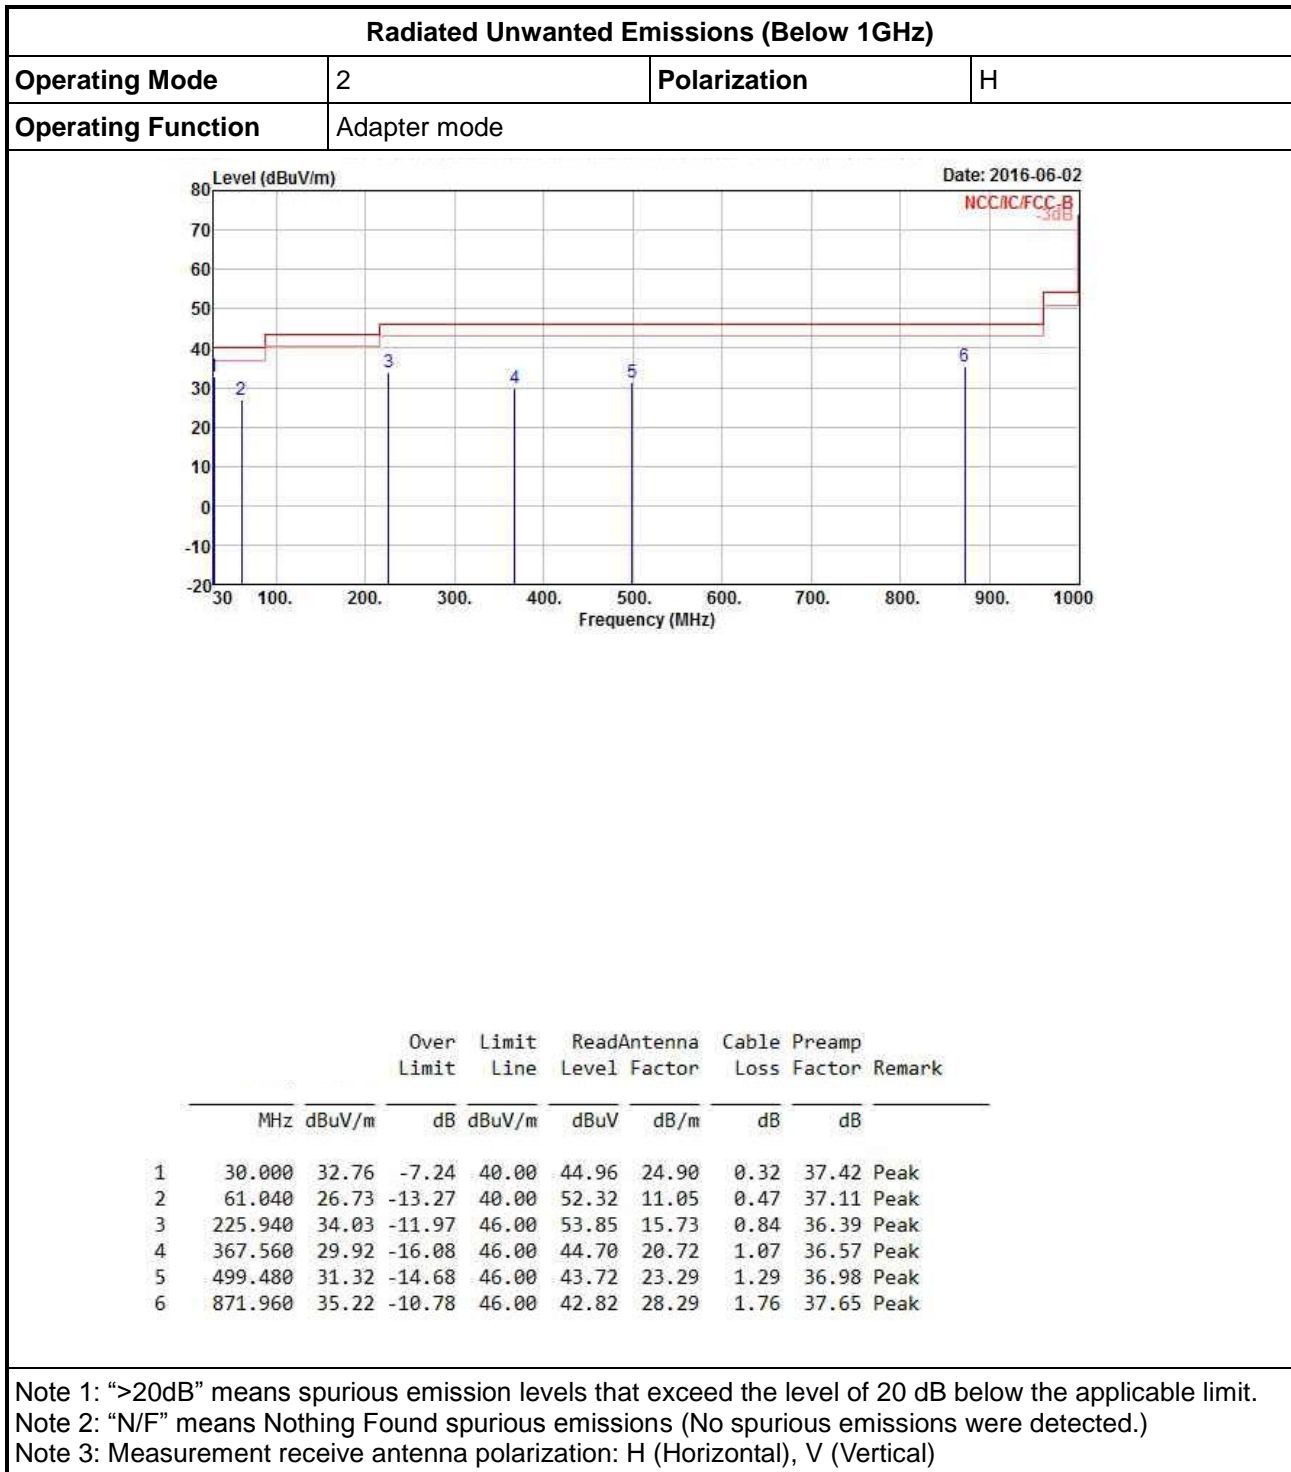 Radiated Unwanted Emissions (Below 1GHz)
Operating Mode 2 Polarization H
Operating Function Adapter mode
Level (dBuV/m) Date: 2016-06-02
80
NCC/IC/FCC-B
-3dB
70
60
50
40
30
20
10
0
-10
-20
2 3 4 5 6
30 100. 200. 300. 400. 500. 600. 700. 800. 900. 1000
Frequency (MHz)
Over Limit ReadAntenna Cable Preamp
Limit Line Level Factor Loss Factor Remark
MHz dBuV/m dB dBuV/m dBuV dB/m dB dB
1 30.000 32.76 -7.24 40.00 44.96 24.90 0.32 37.42 Peak
2 61.040 26.73 -13.27 40.00 52.32 11.05 0.47 37.11 Peak
3 225.940 34.03 -11.97 46.00 53.85 15.73 0.84 36.39 Peak
4 367.560 29.92 -16.08 46.00 44.70 20.72 1.07 36.57 Peak
5 499.480 31.32 -14.68 46.00 43.72 23.29 1.29 36.98 Peak
6 871.960 35.22 -10.78 46.00 42.82 28.29 1.76 37.65 Peak
Note 1: “>20dB” means spurious emission levels that exceed the level of 20 dB below the applicable limit.
Note 2: “N/F” means Nothing Found spurious emissions (No spurious emissions were detected.)
Note 3: Measurement receive antenna polarization: H (Horizontal), V (Vertical)